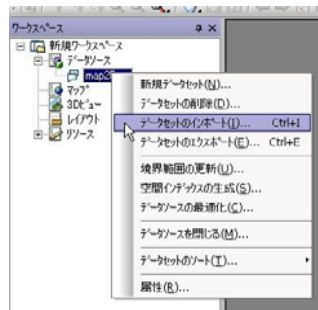 ワークスペース
新規ワークスペース
データソース
マップ
3Dビュー
レイアウト
リソース
新規データセット(N)...
データセットの削除(D)...
データセットのインポート(I)... Ctrl+I
データセットのエクスポート(E)... Ctrl+E
境界範囲の更新(U)...
空間インデックスの生成(S)...
データソースの最適化(C)...
データソースを閉じる(M)...
データセットのソート(T)...
属性(R)...